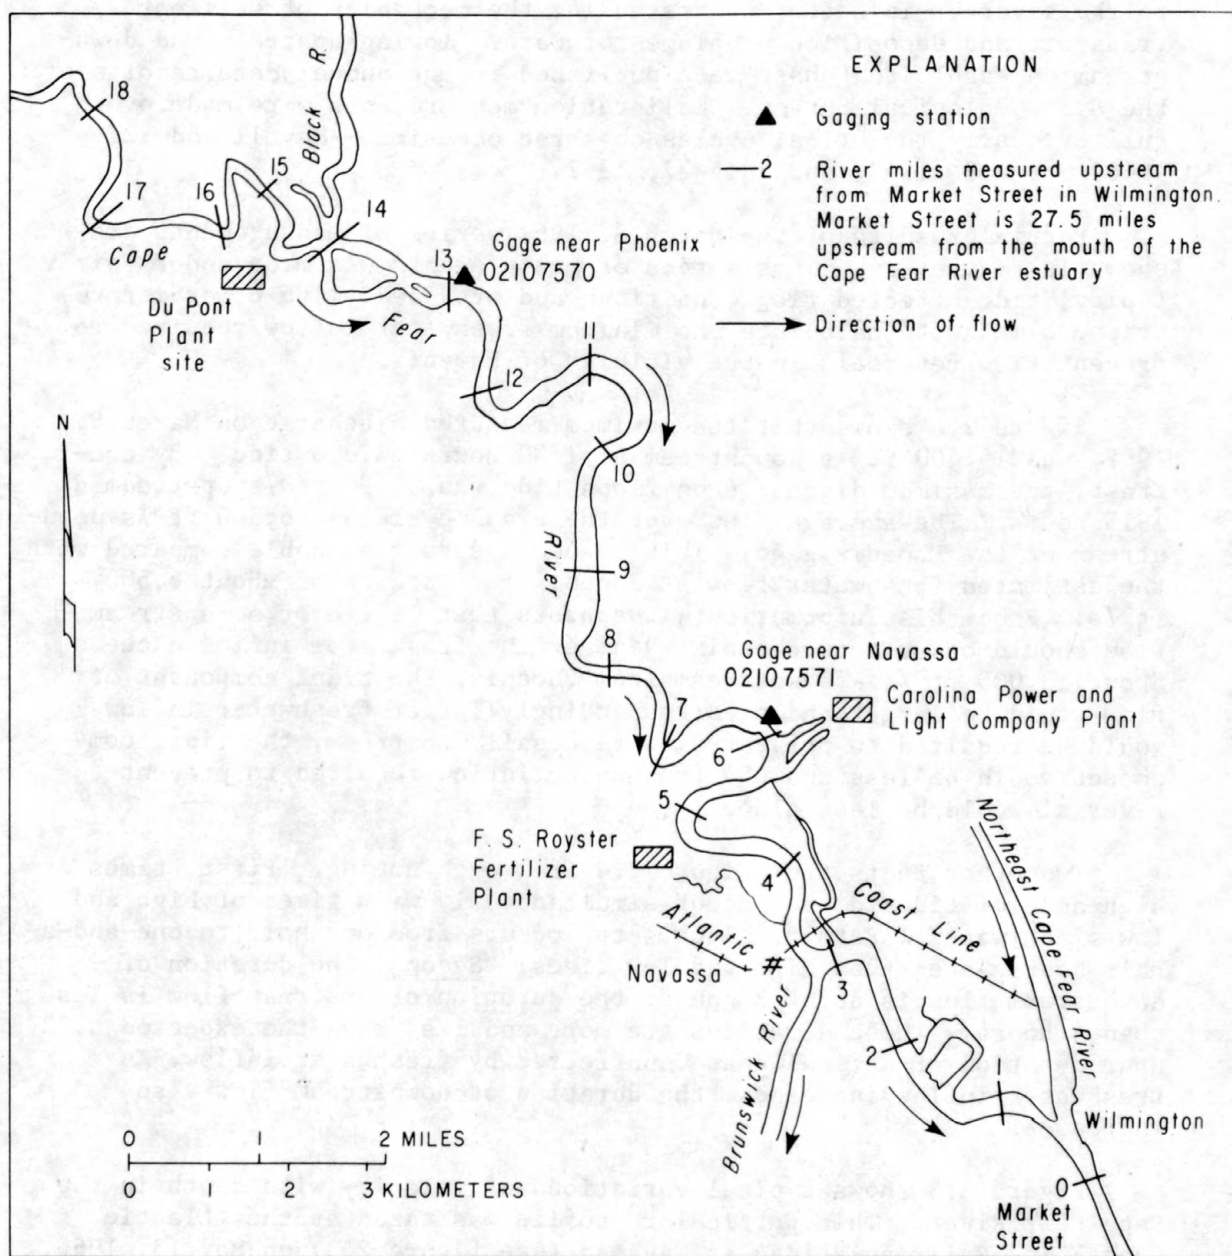 EXPLANATION
Gaging station
2 River miles measured upstream
from Market Street in Wilmington.
Market Street is 27.5 miles
upstream from the mouth of the
Cape Fear River estuary
Direction of flow
18
17
16
15
Black R.
14
13
Gage near Phoenix
02107570
Cape
Fear
River
Du Pont
Plant
site
12
11
10
N
9
8
Gage near Navassa
02107571
Carolina Power and
Light Company Plant
7
6
5
F. S. Royster
Fertilizer
Plant
4
Atlantic
Coast Line
Northeast Cape Fear River
Navassa
3
Brunswick River
2
1
Wilmington
0
Market
Street
0 1 2 MILES
0 1 2 3 KILOMETERS